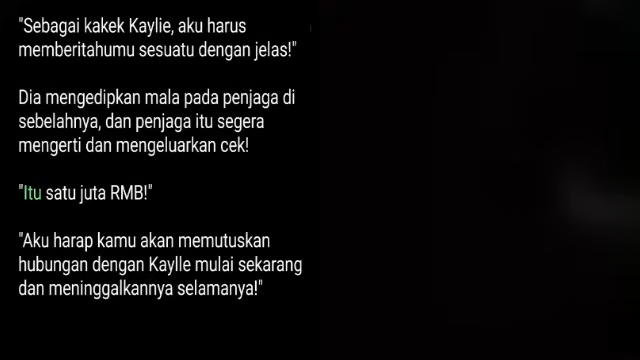 "Sebagai kakek Kaylie, aku harus
memberitahumu sesuatu dengan jelas!"
Dia mengedipkan mala pada penjaga di
sebelahnya, dan penjaga itu segera
mengerti dan mengeluarkan cek!
"Itu satu juta RMB!"
"Aku harap kamu akan memutuskan
hubungan dengan Kaylle mulai sekarang
dan meninggalkannya selamanya!"